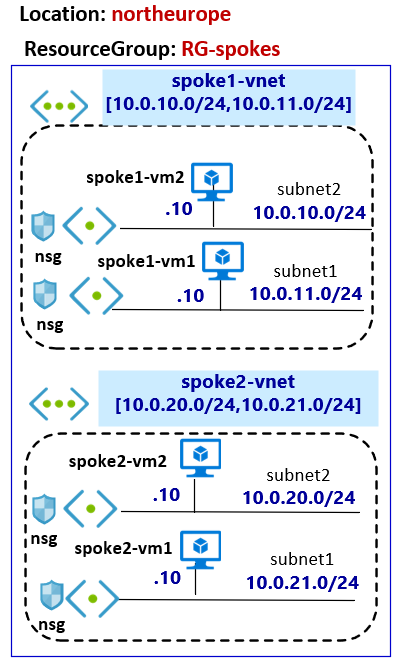 Location: northeurope
ResourceGroup: RG-spokes
spoke1-vnet
[10.0.10.0/24,10.0.11.0/24]
spoke1-vm2
subnet2
.10
10.0.10.0/24
nsg
spoke1-vm1
subnet1
.10
10.0.11.0/24
nsg
spoke2-vnet
[10.0.20.0/24,10.0.21.0/24]
spoke2-vm2
subnet2
.10
10.0.20.0/24
nsg
spoke2-vm1
subnet1
.10
10.0.21.0/24
nsg